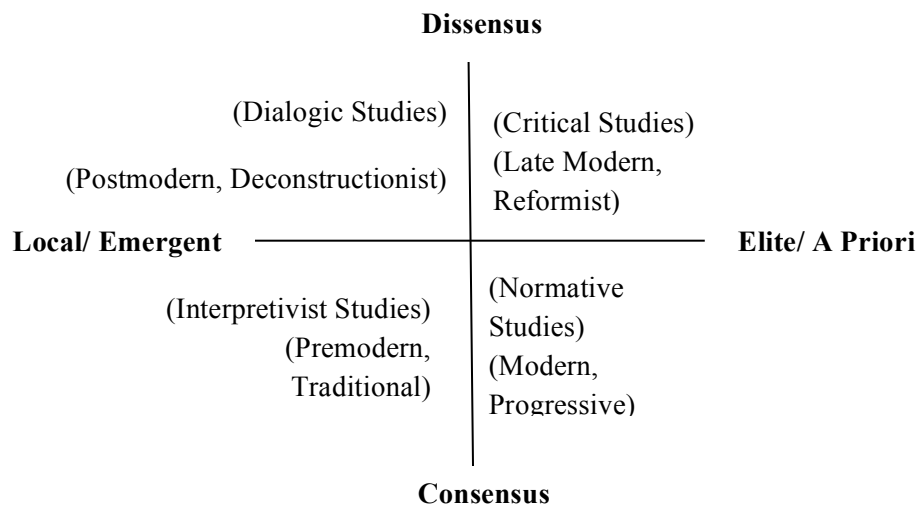 Dissensus
(Dialogic Studies)
(Postmodern, Deconstructionist)
(Critical Studies)
(Late Modern,
Reformist)
Local/ Emergent
Elite/ A Priori
(Interpretivist Studies)
(Premodern,
Traditional)
(Normative
Studies)
(Modern,
Progressive)
Consensus